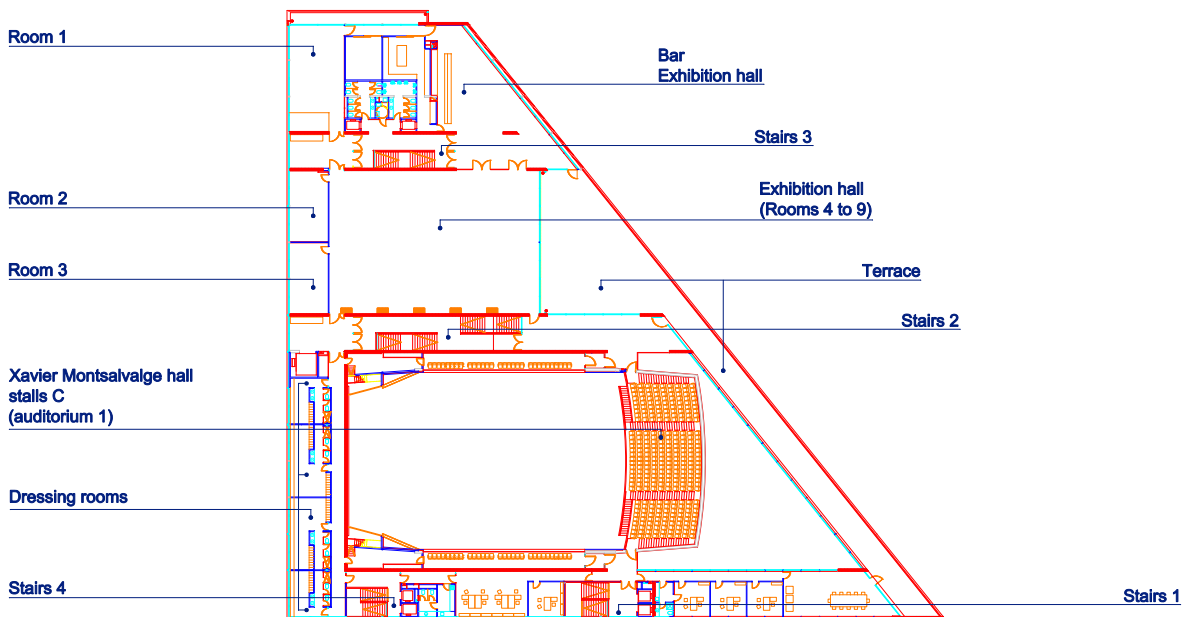 Room 1
Bar
Exhibition hall
Stairs 3
Room 2
Exhibition hall
(Rooms 4 to 9)
Room 3
Terrace
Stairs 2
Xavier Montsalvalge hall
stalls C
(auditorium 1)
Dressing rooms
Stairs 4
Stairs 1